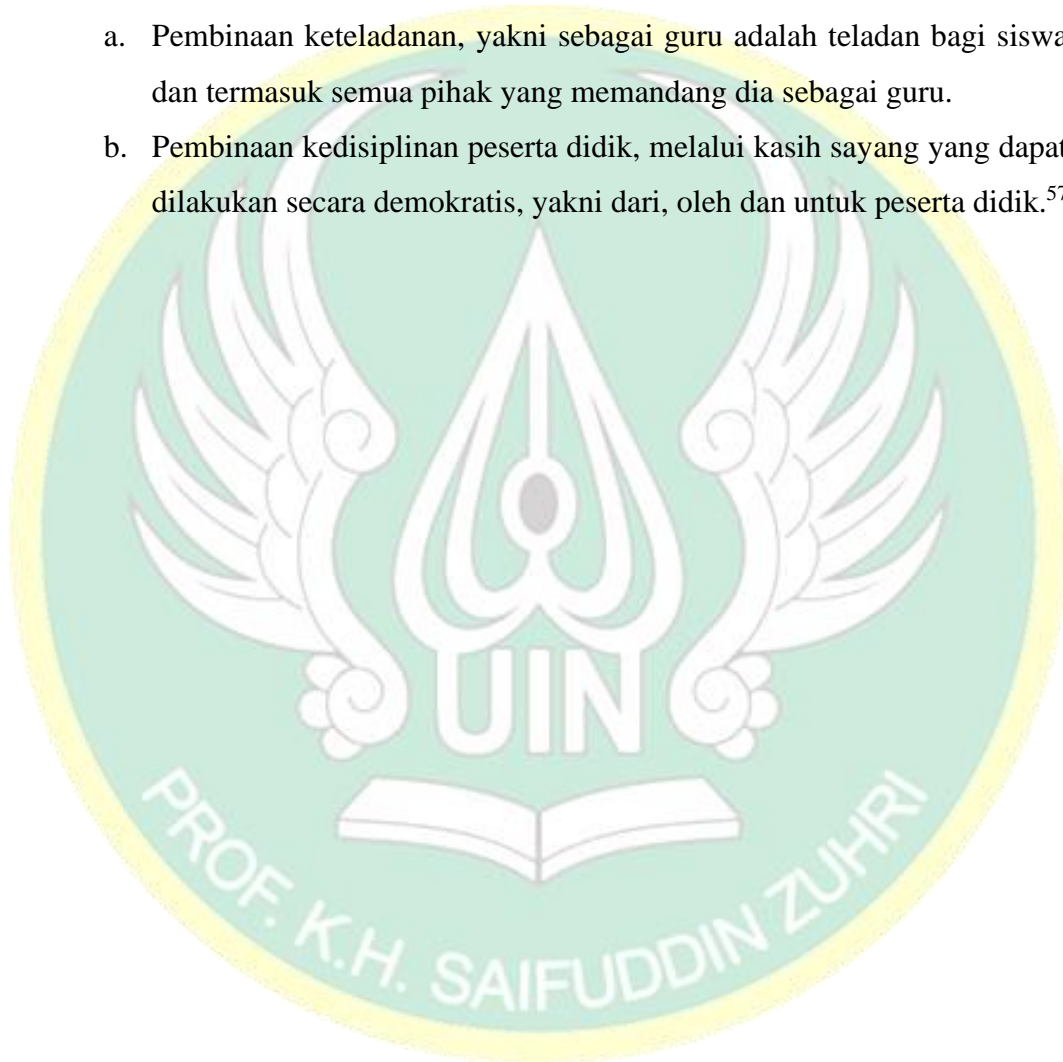 a. Pembinaan keteladanan, yakni sebagai guru adalah teladan bagi siswa
dan termasuk semua pihak yang memandang dia sebagai guru.
b. Pembinaan kedisiplinan peserta didik, melalui kasih sayang yang dapat
dilakukan secara demokratis, yakni dari, oleh dan untuk peserta didik.57
UIN
PROF. K.H. SAIFUDDIN ZUHRI